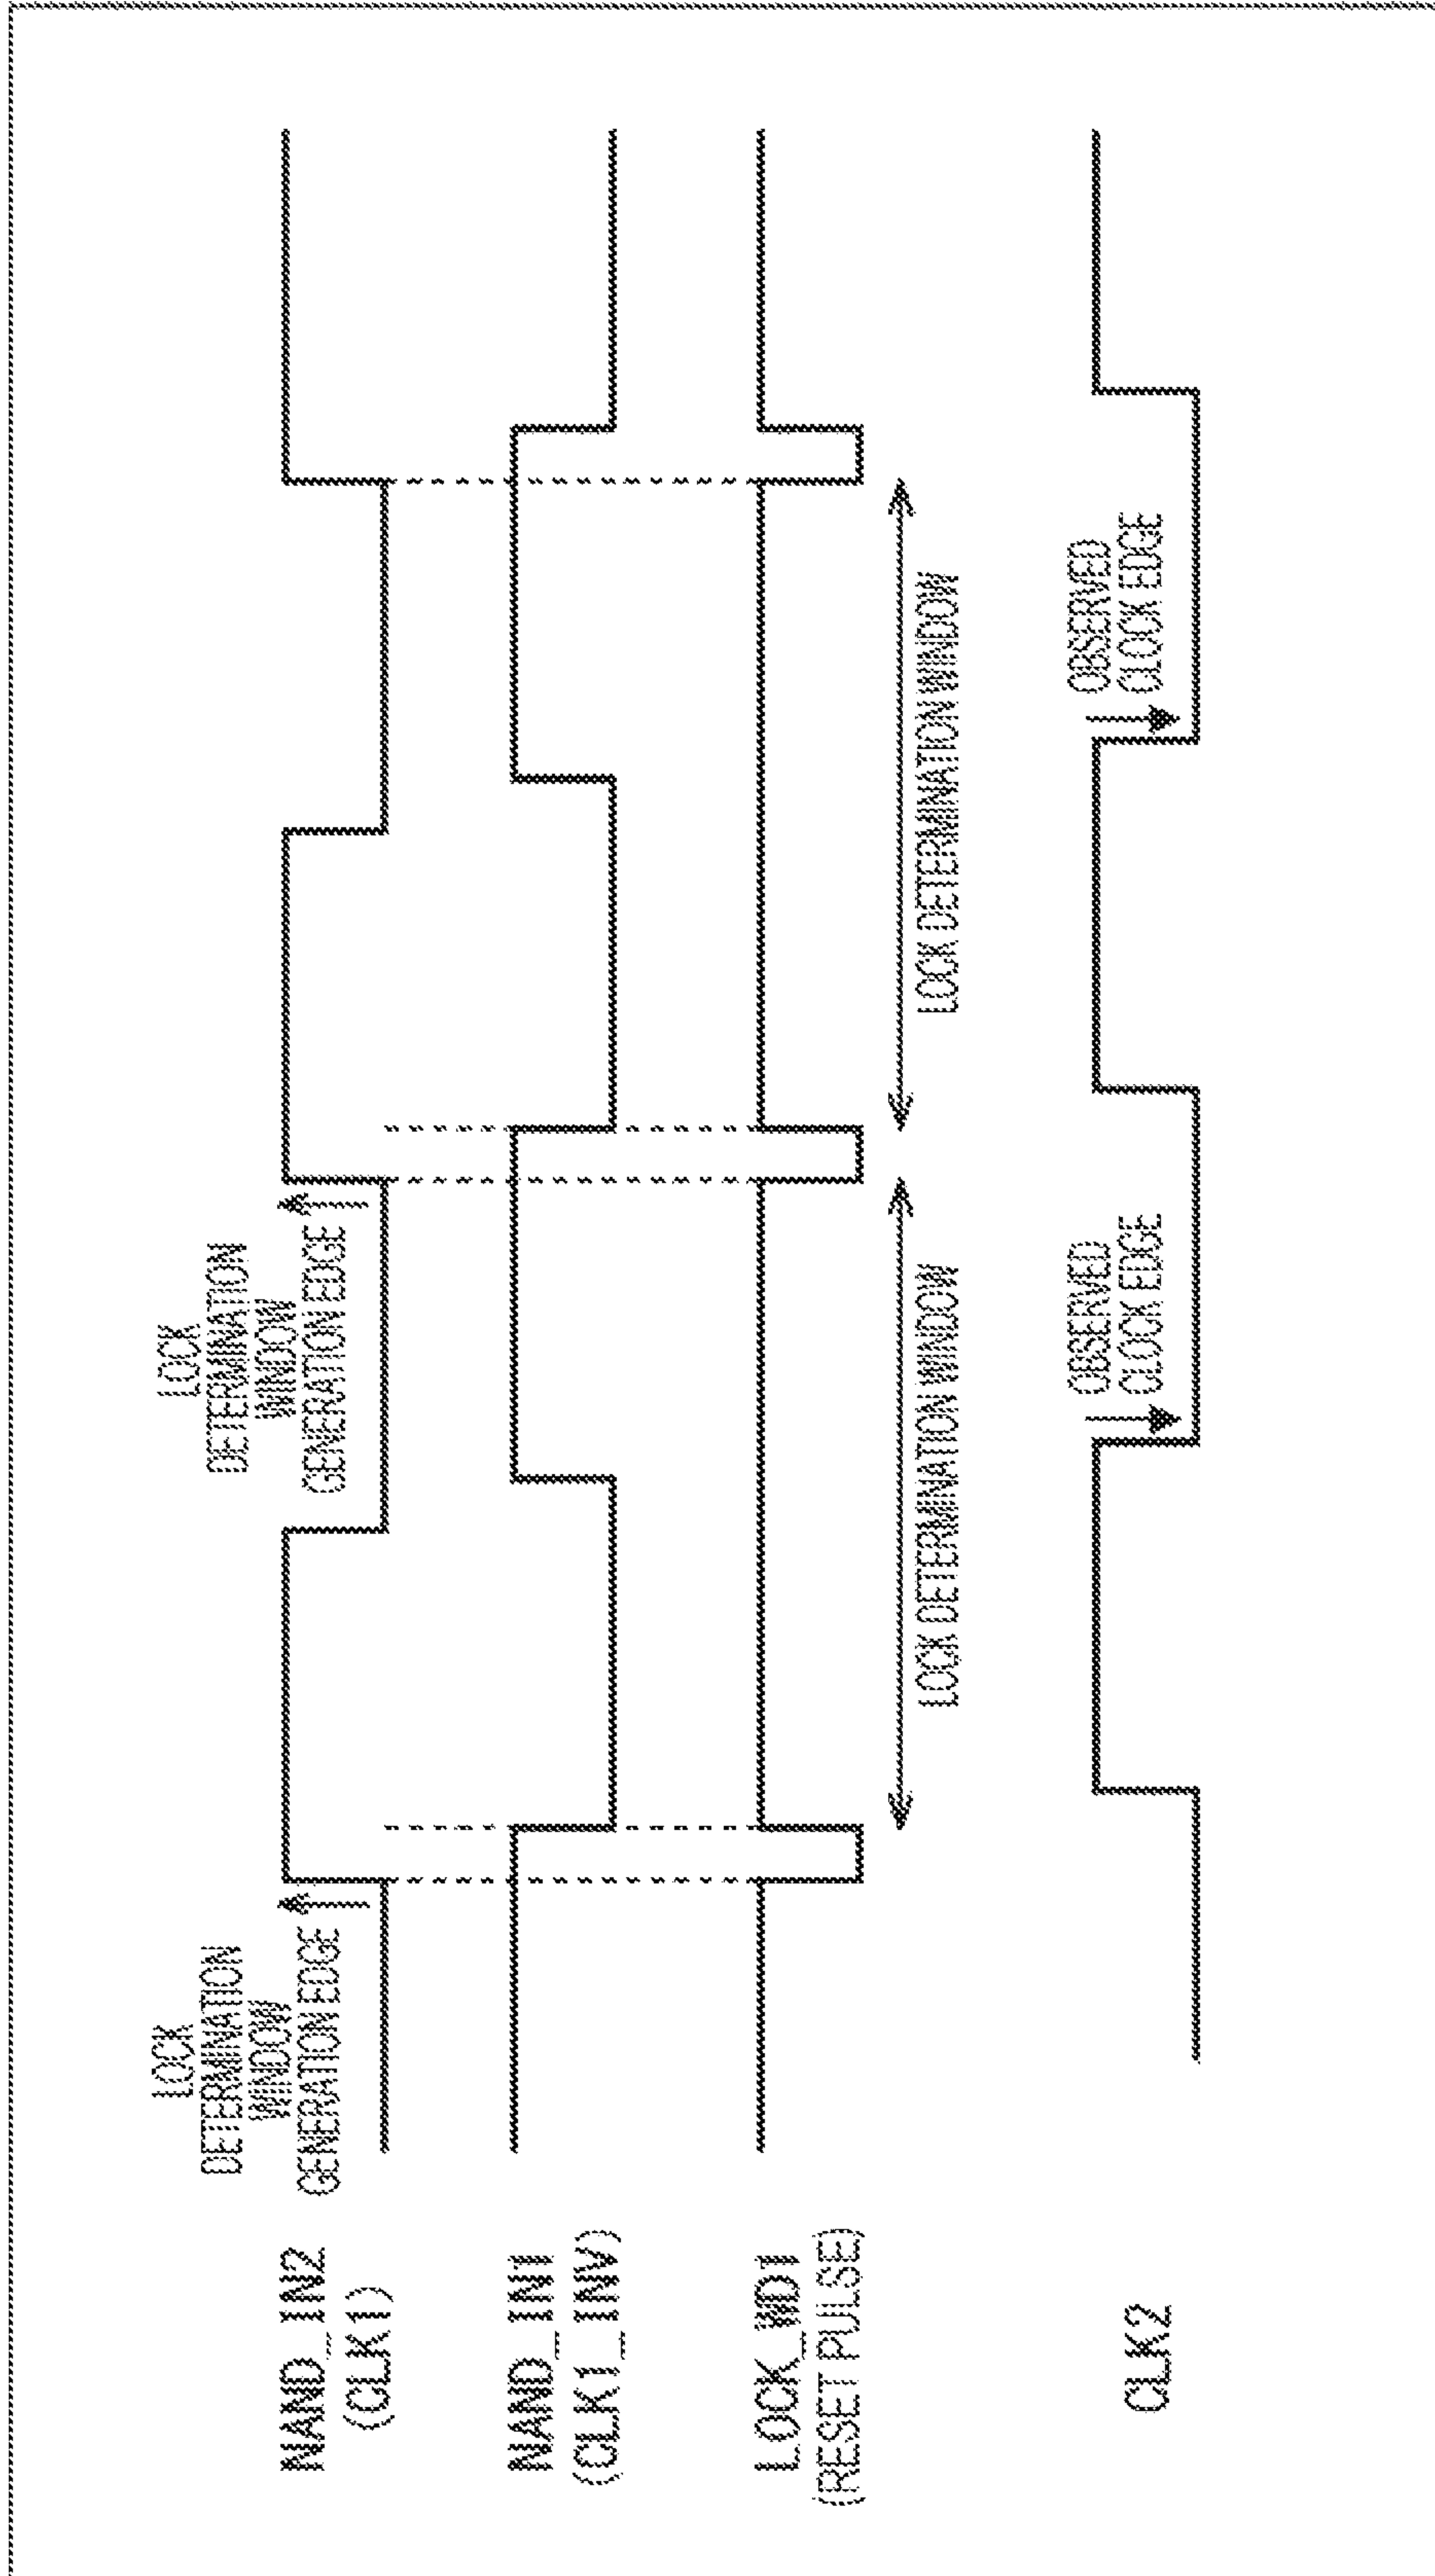 LOCK
DETERMINATION
WINDOW
GENERATION EDGE
LOCK
DETERMINATION
WINDOW
GENERATION EDGE
NAND_IN2
(CLK1)
NAND_IN1
(CLK1_INV)
LOCK_WD1
(RESET PULSE)
LOCK DETERMINATION WINDOW
LOCK DETERMINATION WINDOW
OBSERVED
CLOCK EDGE
OBSERVED
CLOCK EDGE
CLK2